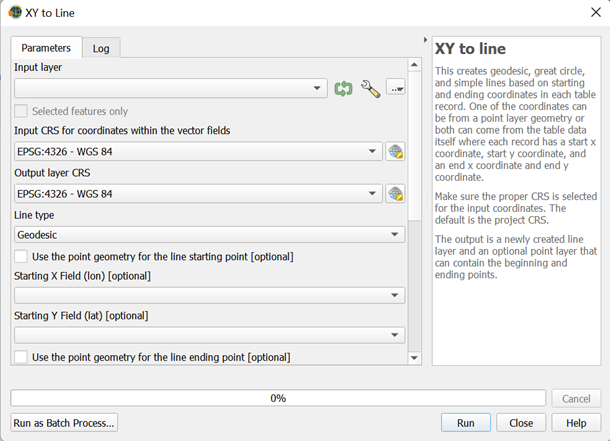 XY to Line
Parameters
Log
Input layer
...
Selected features only
Input CRS for coordinates within the vector fields
EPSG:4326 - WGS 84
Output layer CRS
EPSG:4326 - WGS 84
Line type
Geodesic
Use the point geometry for the line starting point [optional]
Starting X Field (lon) [optional]
Starting Y Field (lat) [optional]
Use the point geometry for the line ending point [optional]
XY to line
This creates geodesic, great circle,
and simple lines based on starting
and ending coordinates in each table
record. One of the coordinates can
be from a point layer geometry or
both can come from the table data
itself where each record has a start x
coordinate, start y coordinate, and
an end x coordinate and end y
coordinate.
Make sure the proper CRS is selected
for the input coordinates. The
default is the project CRS.
The output is a newly created line
layer and an optional point layer that
can contain the beginning and
ending points.
0%
Cancel
Run as Batch Process...
Run
Close
Help